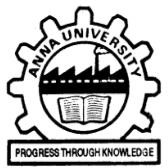 ANNA UNIVERSITY
PROGRESS THROUGH KNOWLEDGE